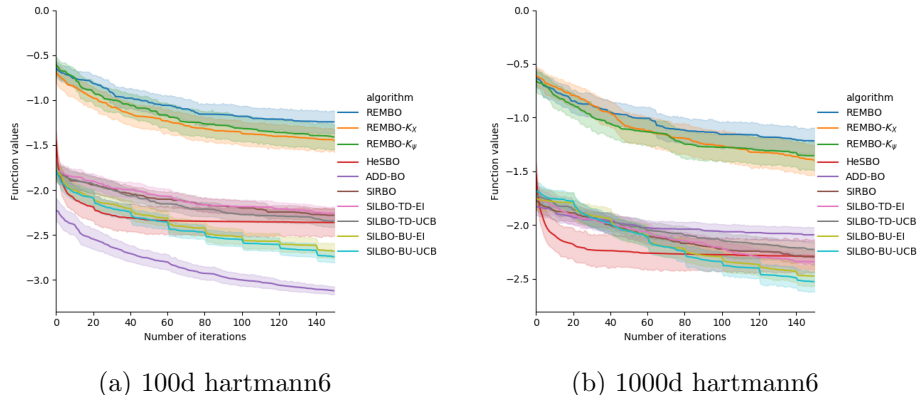 0.0
−0.5
−1.0
−1.5
−2.0
−2.5
−3.0
Function values
0 20 40 60 80 100 120 140
Number of iterations
algorithm
REMBO
REMBO-K_X
REMBO-K_ψ
HeSBO
ADD-BO
SIRBO
SILBO-TD-EI
SILBO-TD-UCB
SILBO-BU-EI
SILBO-BU-UCB
(a) 100d hartmann6
0.0
−0.5
−1.0
−1.5
−2.0
−2.5
Function values
0 20 40 60 80 100 120 140
Number of iterations
algorithm
REMBO
REMBO-K_X
REMBO-K_ψ
HeSBO
ADD-BO
SIRBO
SILBO-TD-EI
SILBO-TD-UCB
SILBO-BU-EI
SILBO-BU-UCB
(b) 1000d hartmann6